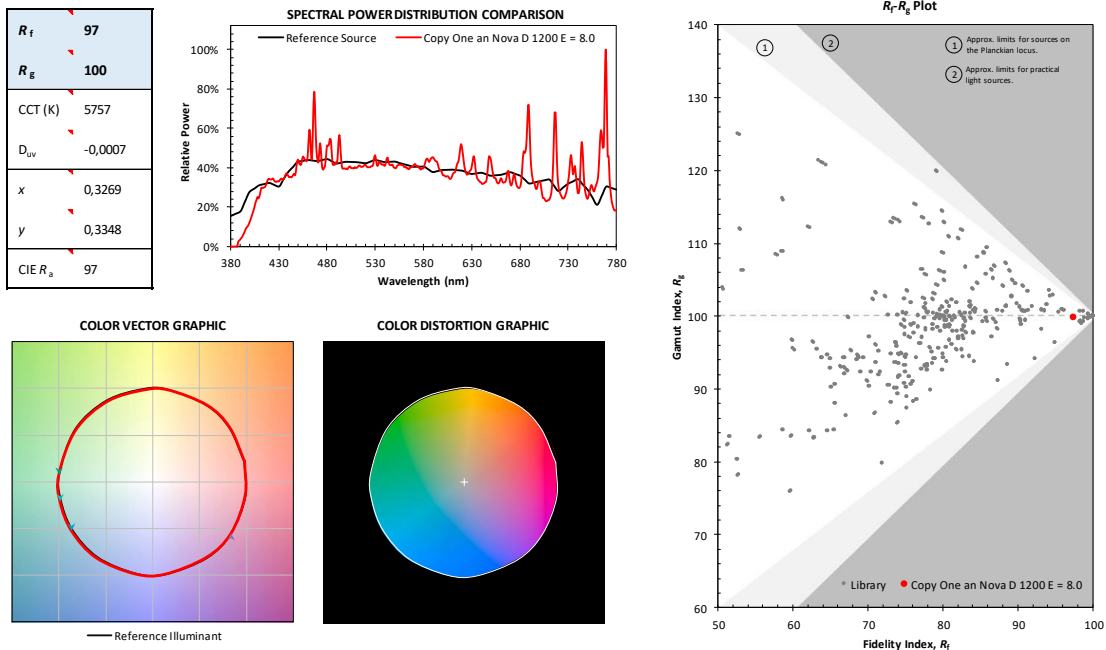 R f 97
R g 100
CCT (K) 5757
Duv -0,0007
x 0,3269
y 0,3348
CIE R a 97
SPECTRAL POWER DISTRIBUTION COMPARISON
Reference Source
Copy One an Nova D 1200 E = 8.0
Relative Power
100%
80%
60%
40%
20%
0%
380 430 480 530 580 630 680 730 780
Wavelength (nm)
COLOR VECTOR GRAPHIC
Reference Illuminant
COLOR DISTORTION GRAPHIC
Rf-Rg Plot
1
2
1 Approx. limits for sources on
the Planckian locus.
2 Approx. limits for practical
light sources.
Gamut Index, Rg
140
130
120
110
100
90
80
70
60
Library
Copy One an Nova D 1200 E = 8.0
50 60 70 80 90 100
Fidelity Index, Rf